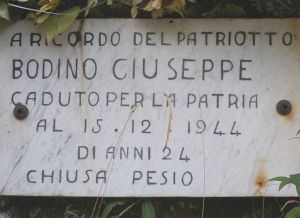 A RICORDO DEL PATRIOTTO
BODINO GIUSEPPE
CADUTO PER LA PATRIA
AL 15.12.1944
DI ANNI 24
CHIUSA PESIO